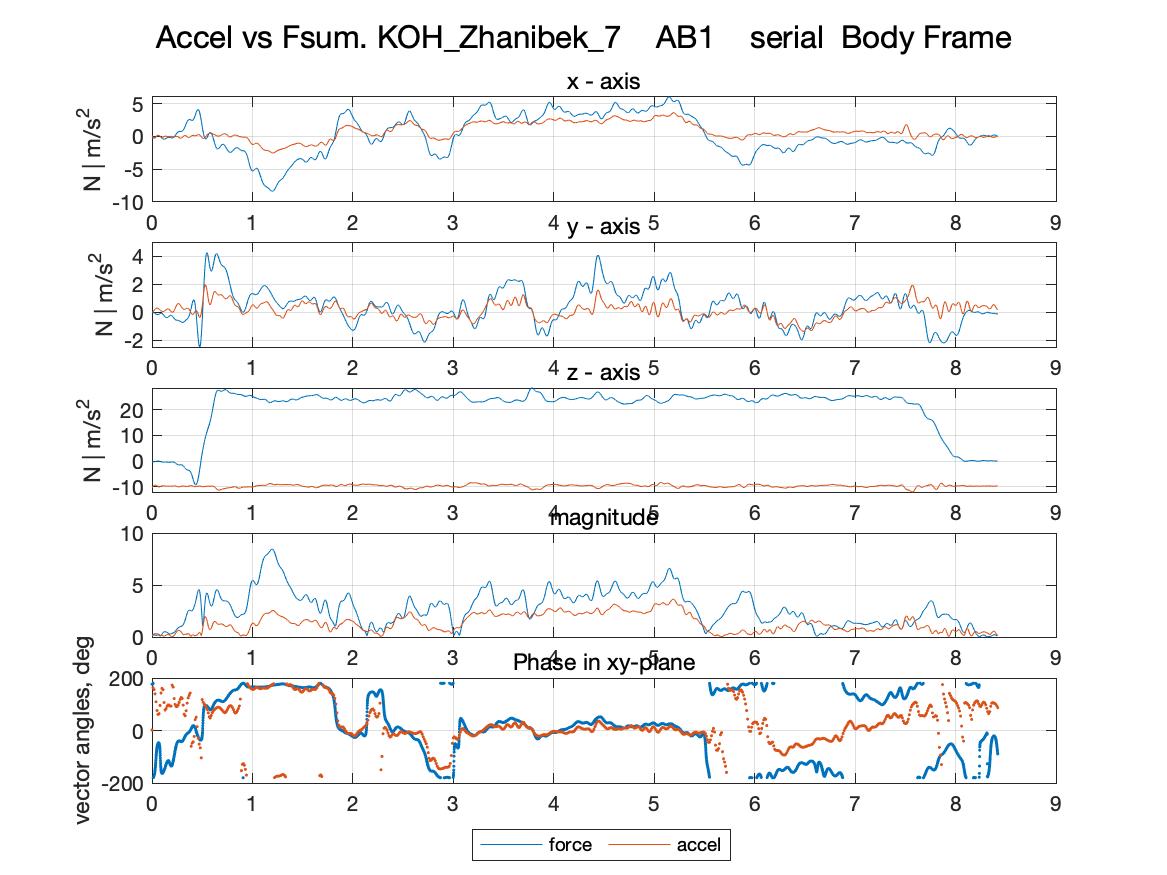 Accel vs Fsum. KOH_Zhanibek_7 AB1 serial Body Frame
x - axis
N | m/s2
5
0
-5
-10
0 1 2 3 4 5 6 7 8 9
y - axis
N | m/s2
4
2
0
-2
0 1 2 3 4 5 6 7 8 9
z - axis
N | m/s2
20
10
0
-10
0 1 2 3 4 5 6 7 8 9
magnitude
10
5
0
0 1 2 3 4 5 6 7 8 9
Phase in xy-plane
vector angles, deg
200
0
-200
0 1 2 3 4 5 6 7 8 9
force accel